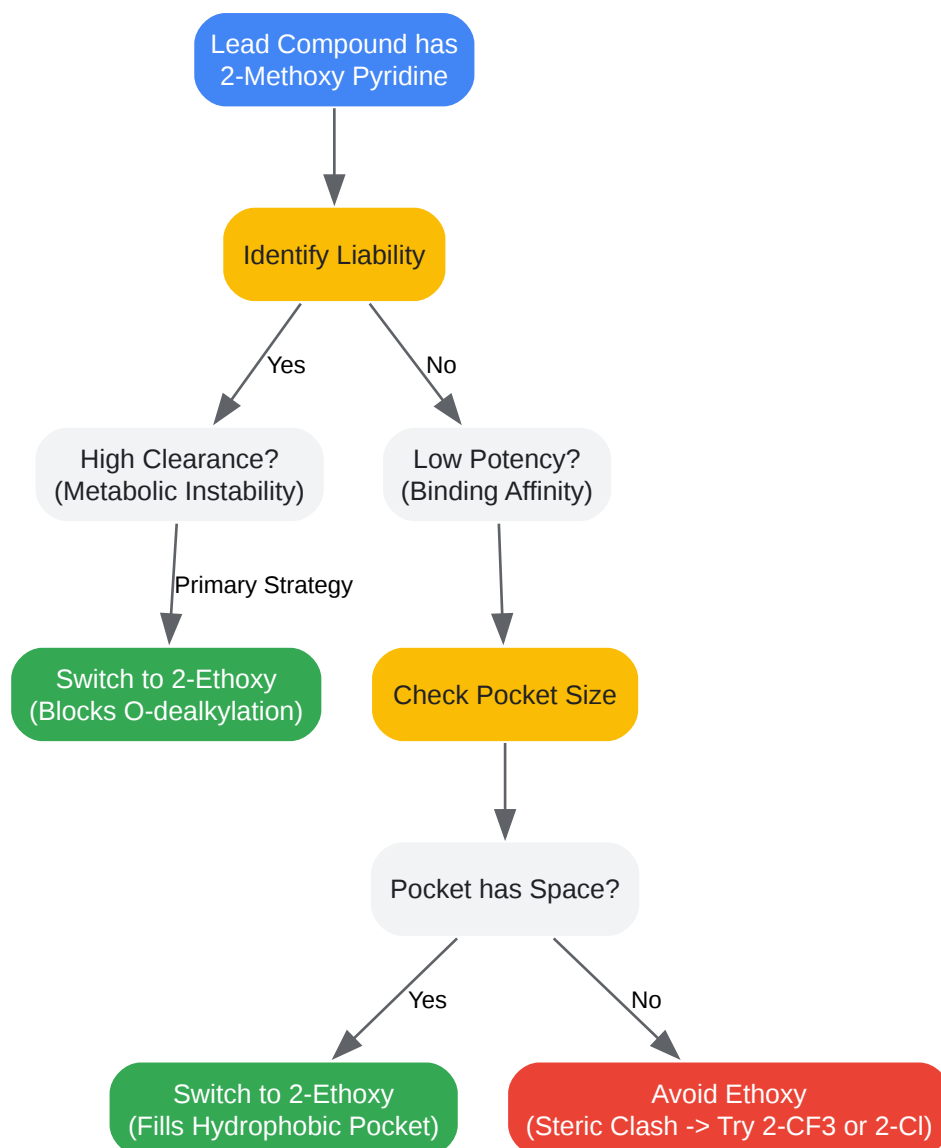 Lead Compound has
2-Methoxy Pyridine
Identify Liability
Yes
No
High Clearance?
(Metabolic Instability)
Low Potency?
(Binding Affinity)
Primary Strategy
Switch to 2-Ethoxy
(Blocks O-dealkylation)
Check Pocket Size
Pocket has Space?
Yes
No
Switch to 2-Ethoxy
(Fills Hydrophobic Pocket)
Avoid Ethoxy
(Steric Clash -> Try 2-CF3 or 2-Cl)